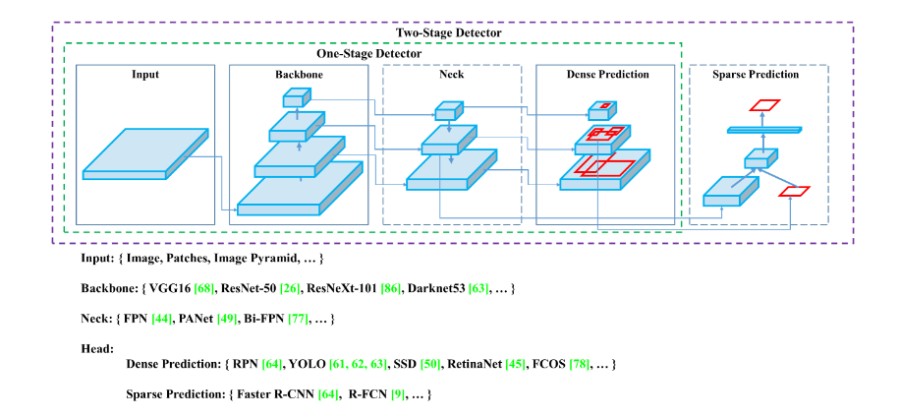 Two-Stage Detector
One-Stage Detector
Input
Backbone
Neck
Dense Prediction
Sparse Prediction
Input: { Image, Patches, Image Pyramid, … }
Backbone: { VGG16 [68], ResNet-50 [26], ResNeXt-101 [86], Darknet53 [63], … }
Neck: { FPN [44], PANet [49], Bi-FPN [77], … }
Head:
Dense Prediction: { RPN [64], YOLO [61, 62, 63], SSD [50], RetinaNet [45], FCOS [78], … }
Sparse Prediction: { Faster R-CNN [64], R-FCN [9], … }